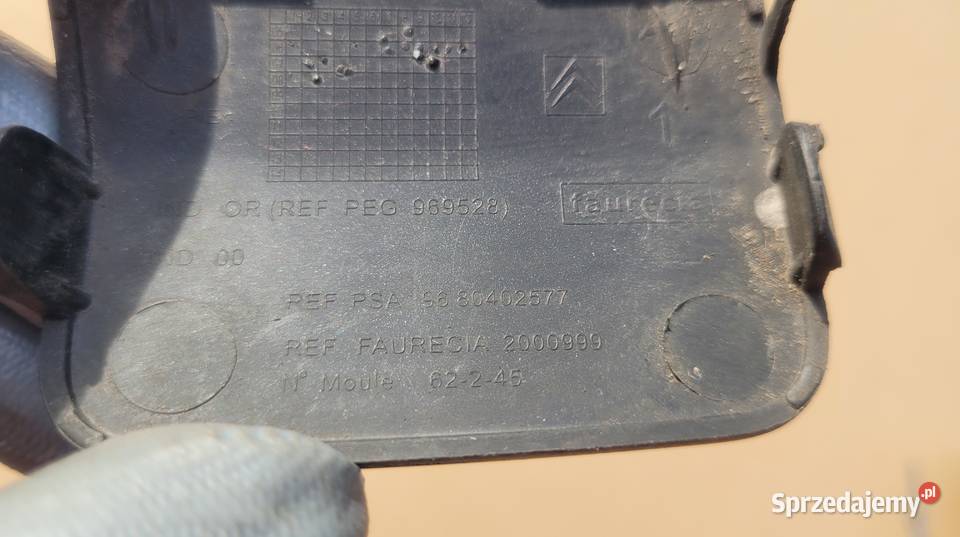 OR (REF PEG 969528)
faurecia
00
REF PSA 96 80402577
REF FAURECIA 2000999
N° Moule 62-2-45
Sprzedajemy.pl